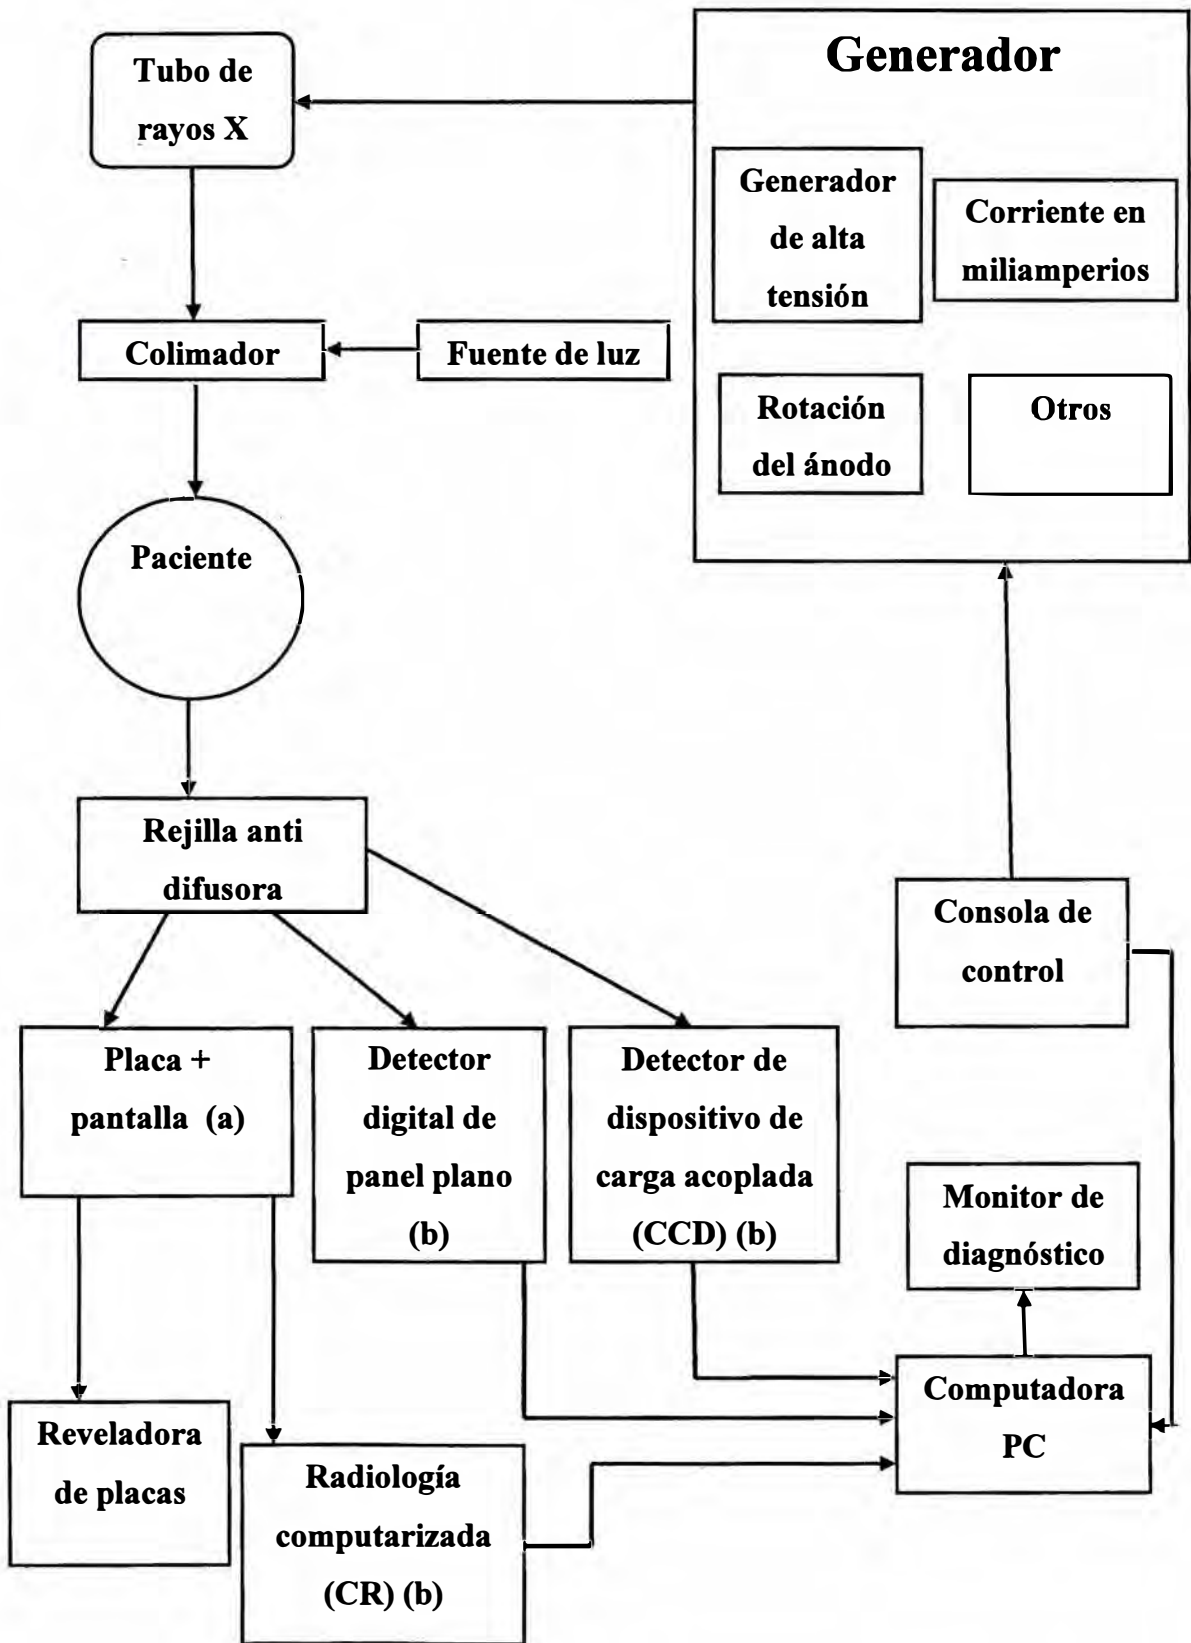 Generador
Tubo de
rayos X
Generador
de alta
tensión
Corriente en
miliamperios
Colimador
Fuente de luz
Rotación
del ánodo
Otros
Paciente
Rejilla anti
difusora
Consola de
control
Placa +
pantalla (a)
Detector
digital de
panel plano
(b)
Detector de
dispositivo de
carga acoplada
(CCD) (b)
Monitor de
diagnóstico
Computadora
PC
Reveladora
de placas
Radiología
computarizada
(CR) (b)